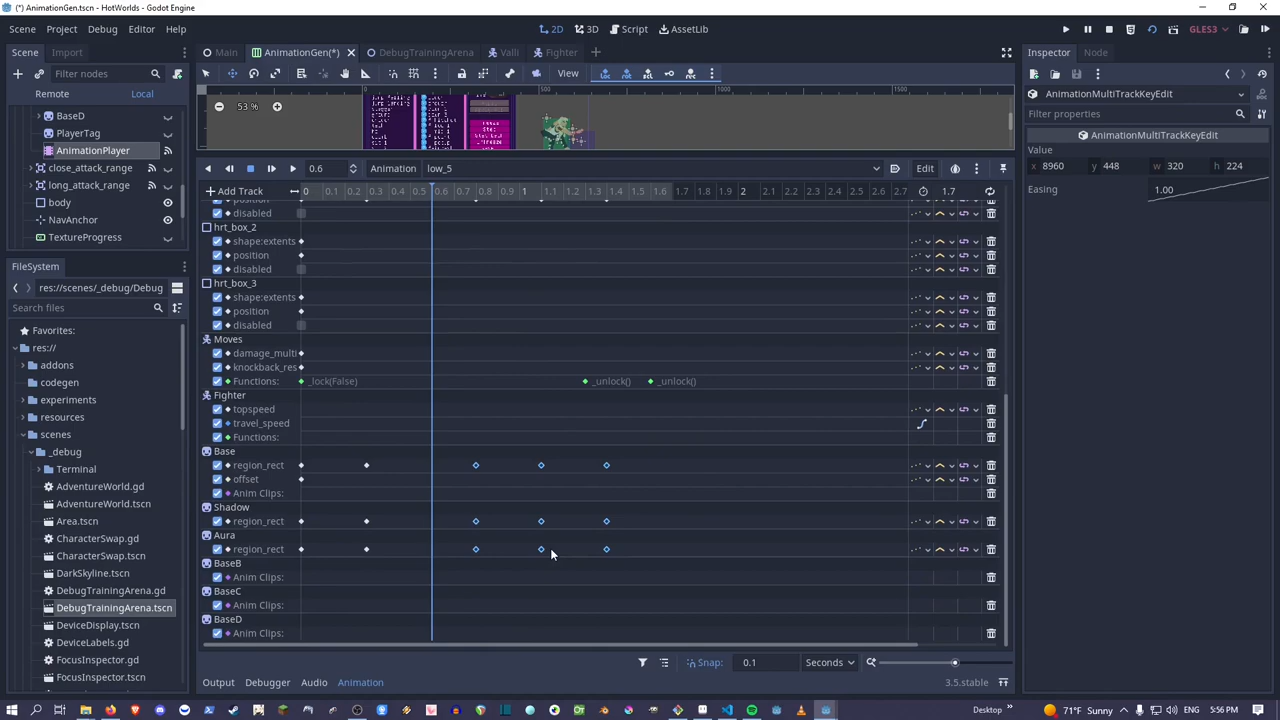 (*) AnimationGen.tscn - HotWorlds - Godot Engine
Scene Project Debug Editor Help
2D 3D Script AssetLib
GLES3
Scene Import
Filter nodes
Remote Local
BaseD
PlayerTag
AnimationPlayer
close_attack_range
long_attack_range
body
NavAnchor
TextureProgress
FileSystem
res://scenes/_debug/Debug
Search files
Favorites:
res://
addons
codegen
experiments
resources
scenes
_debug
Terminal
AdventureWorld.gd
AdventureWorld.tscn
Area.tscn
CharacterSwap.gd
CharacterSwap.tscn
DarkSkyline.tscn
DebugTrainingArena.gd
DebugTrainingArena.tscn
DeviceDisplay.tscn
DeviceLabels.gd
FocusInspector.gd
FocusInspector.tscn
Main AnimationGen(*) DebugTrainingArena Valli Fighter
View
0 500 1000 1500
53 %
0.6 Animation low_5 Edit
Add Track 0 0.1 0.2 0.3 0.4 0.5 0.6 0.7 0.8 0.9 1 1.1 1.2 1.3 1.4 1.5 1.6 1.7 1.8 1.9 2 2.1 2.2 2.3 2.4 2.5 2.6 2.7 1.7
position
disabled
hrt_box_2
shape:extents
position
disabled
hrt_box_3
shape:extents
position
disabled
Moves
damage_multi
knockback_res
Functions: _lock(False) _unlock() _unlock()
Fighter
topspeed
travel_speed
Functions:
Base
region_rect
offset
Anim Clips:
Shadow
region_rect
Aura
region_rect
BaseB
Anim Clips:
BaseC
Anim Clips:
BaseD
Anim Clips:
Snap: 0.1 Seconds
Output Debugger Audio Animation
3.5.stable
Inspector Node
AnimationMultiTrackKeyEdit
Filter properties
AnimationMultiTrackKeyEdit
Value
x 8960 y 448 w 320 h 224
Easing 1.00
Desktop
71°F Sunny
ENG 5:56 PM